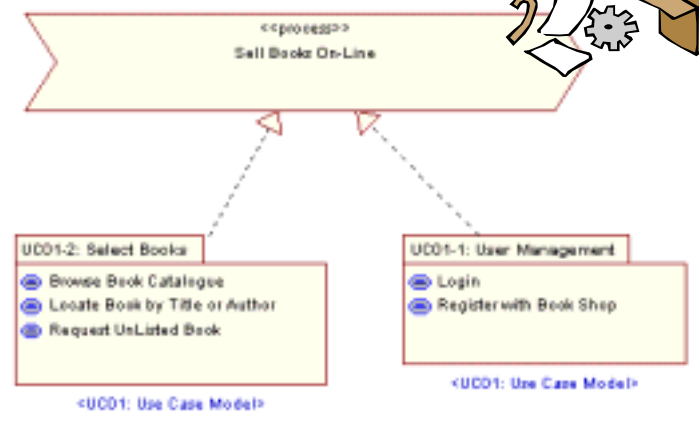 <<process>>
Sell Books On-Line
UC01-2: Select Books
Browse Book Catalogue
Locate Book by Title or Author
Request UnListed Book
<UC01: Use Case Model>
UC01-1: User Management
Login
Register with Book Shop
<UC01: Use Case Model>